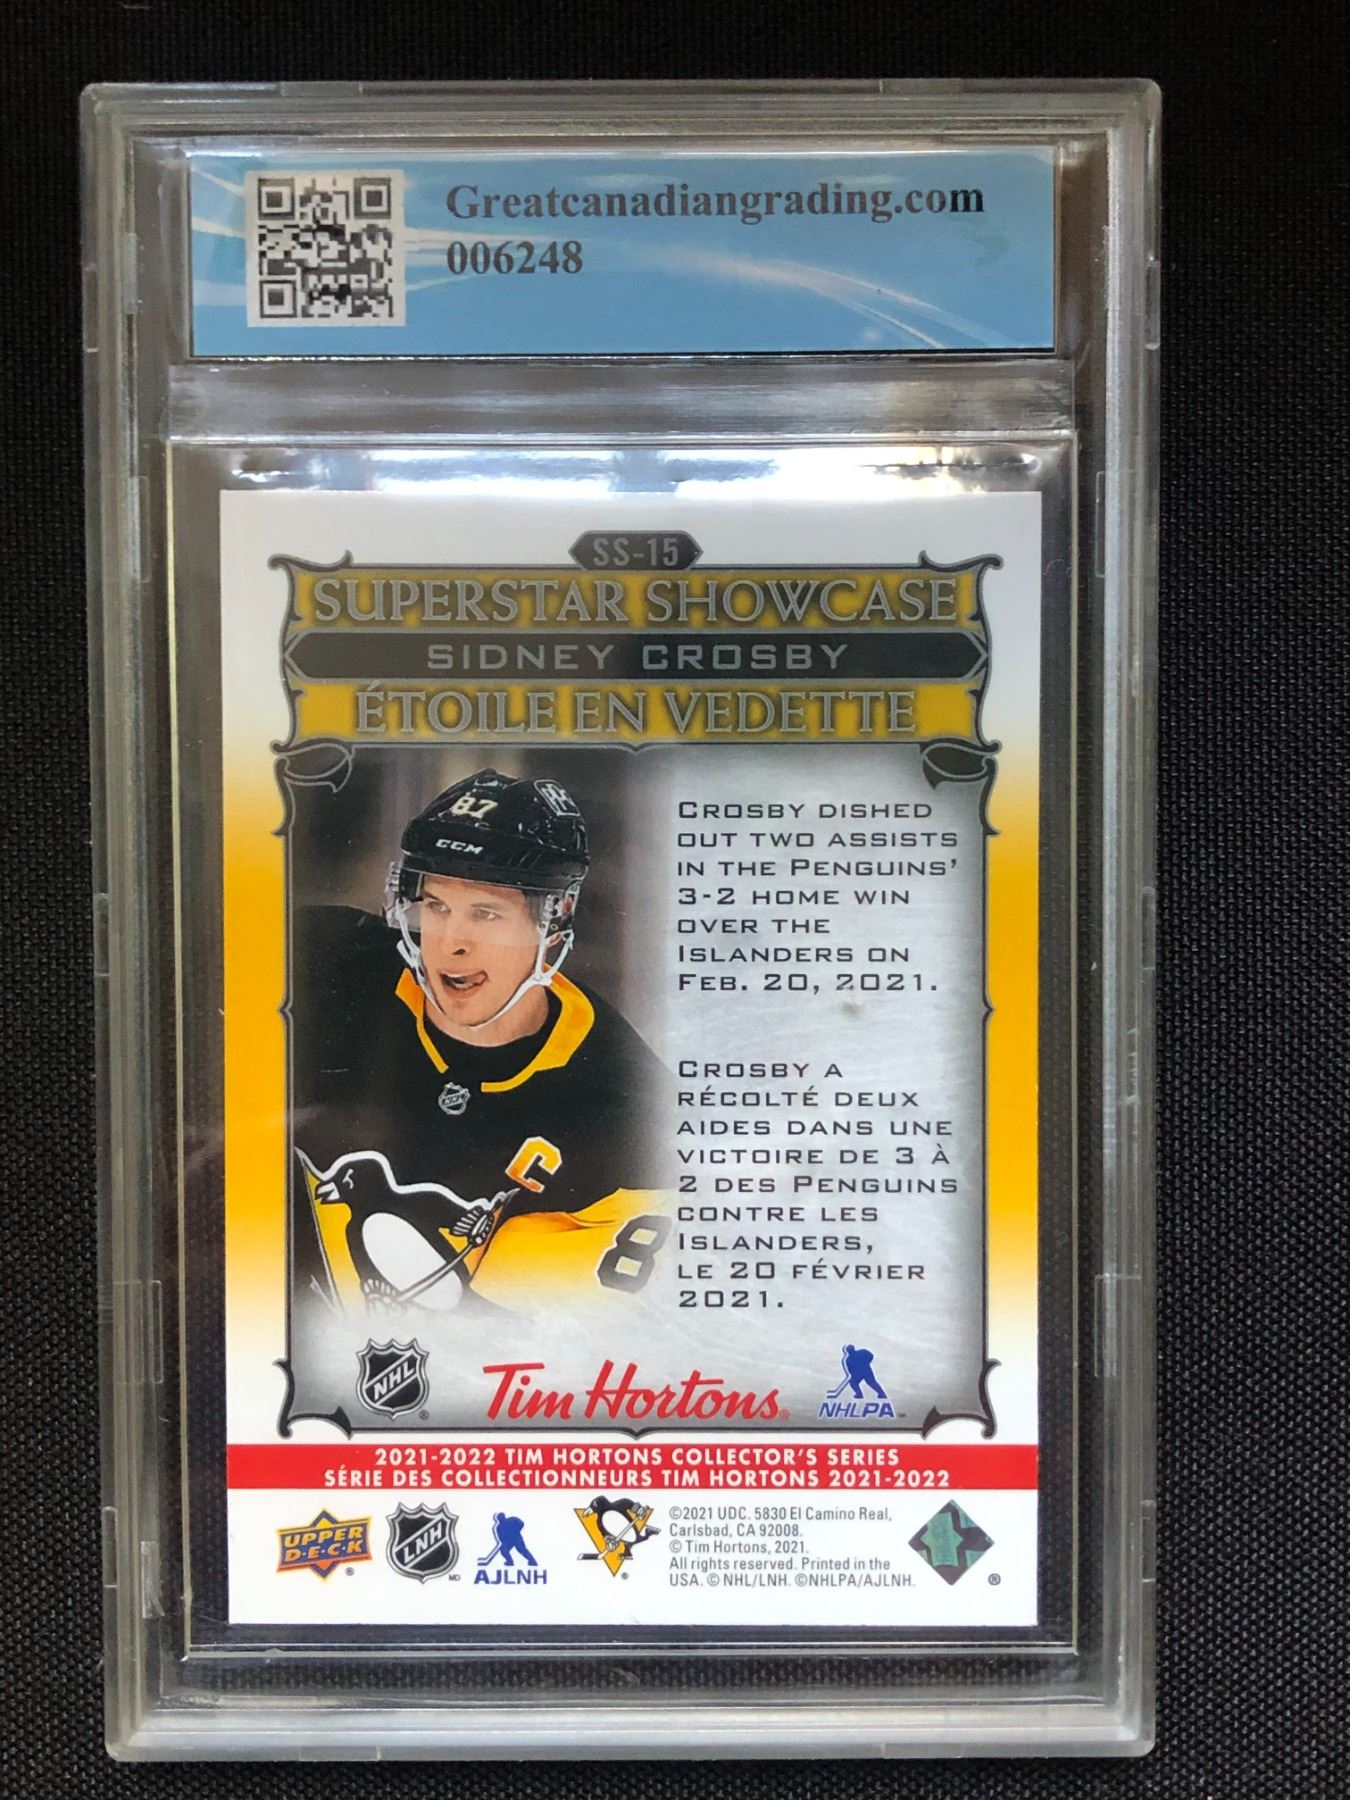 Greatcanadiangrading.com
006248
SS-15
SUPERSTAR SHOWCASE
SIDNEY CROSBY
ÉTOILE EN VEDETTE
87
CCM
CROSBY DISHED
OUT TWO ASSISTS
IN THE PENGUINS'
3-2 HOME WIN
OVER THE
ISLANDERS ON
FEB. 20, 2021.
CROSBY A
RÉCOLTÉ DEUX
AIDES DANS UNE
VICTOIRE DE 3 À
2 DES PENGUINS
CONTRE LES
ISLANDERS,
LE 20 FÉVRIER
2021.
C
8
NHL ®
Tim Hortons®
NHLPA
2021-2022 TIM HORTONS COLLECTOR'S SERIES
SÉRIE DES COLLECTIONNEURS TIM HORTONS 2021-2022
UPPER
D·E·C·K ®
LNH MD
AJLNH
®
©2021 UDC. 5830 El Camino Real,
Carlsbad, CA 92008.
© Tim Hortons, 2021.
All rights reserved. Printed in the
USA. © NHL/LNH. ©NHLPA/AJLNH.
®